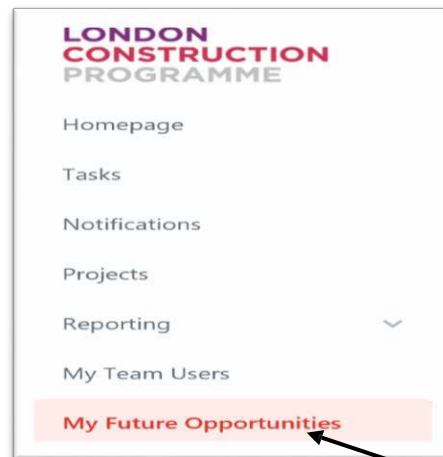 LONDON
CONSTRUCTION
PROGRAMME
Homepage
Tasks
Notifications
Projects
Reporting
My Team Users
My Future Opportunities